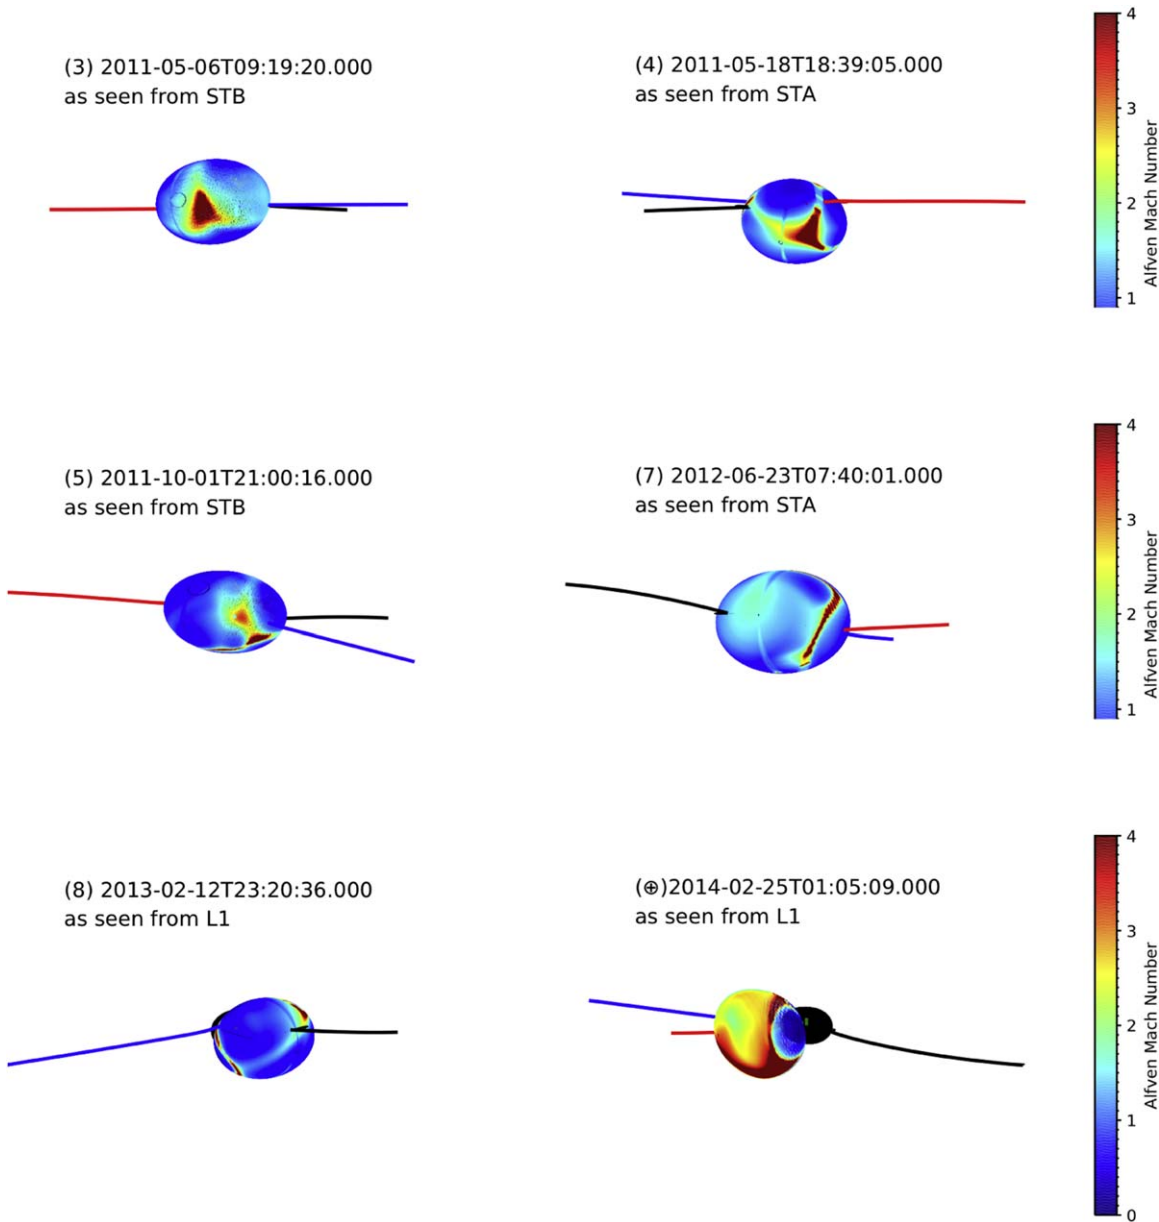 (3) 2011-05-06T09:19:20.000
as seen from STB
(4) 2011-05-18T18:39:05.000
as seen from STA
4
3
2
1
Alfven Mach Number
(5) 2011-10-01T21:00:16.000
as seen from STB
(7) 2012-06-23T07:40:01.000
as seen from STA
4
3
2
1
Alfven Mach Number
(8) 2013-02-12T23:20:36.000
as seen from L1
(⊕)2014-02-25T01:05:09.000
as seen from L1
4
3
2
1
0
Alfven Mach Number